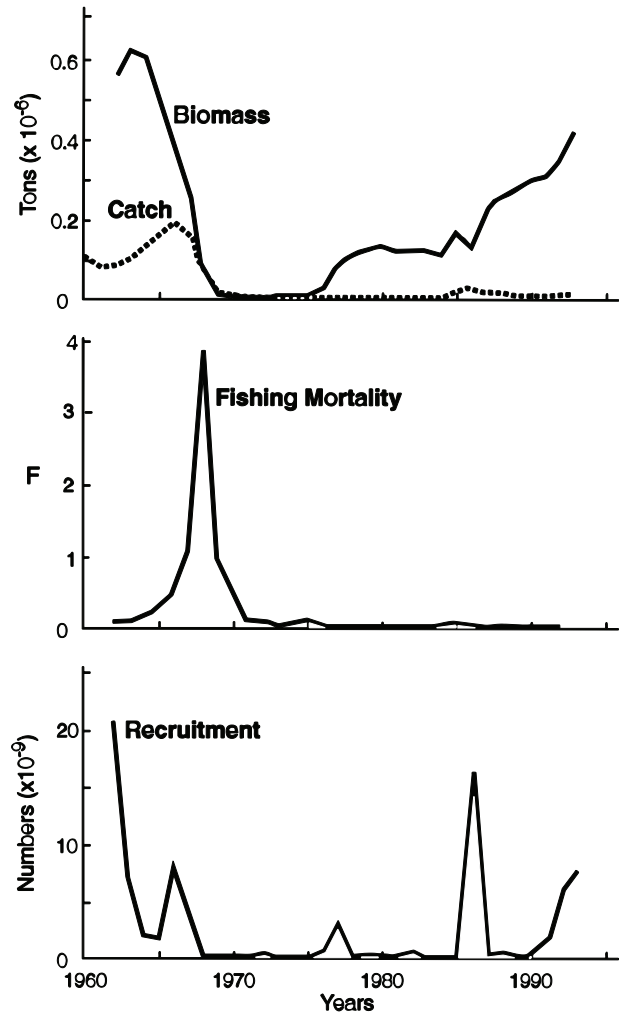 Tons (x 10-6)
0.6
0.4
0.2
0
Biomass
Catch
F
4
3
2
1
0
Fishing Mortality
Numbers (x10-9)
20
10
0
Recruitment
1960
1970
1980
1990
Years